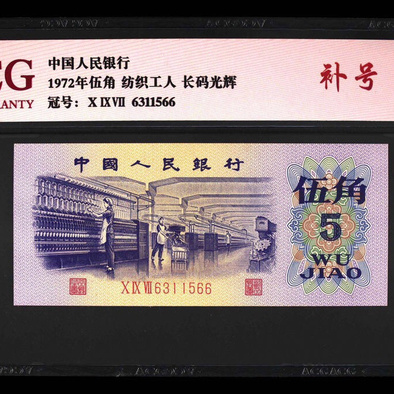 中国人民银行
1972年伍角 纺织工人 长码光辉
冠号： X IX VII 6311566
补号
RANTY
中國人民銀行
伍角
5
WU
JIAO
X IX VII 6311566